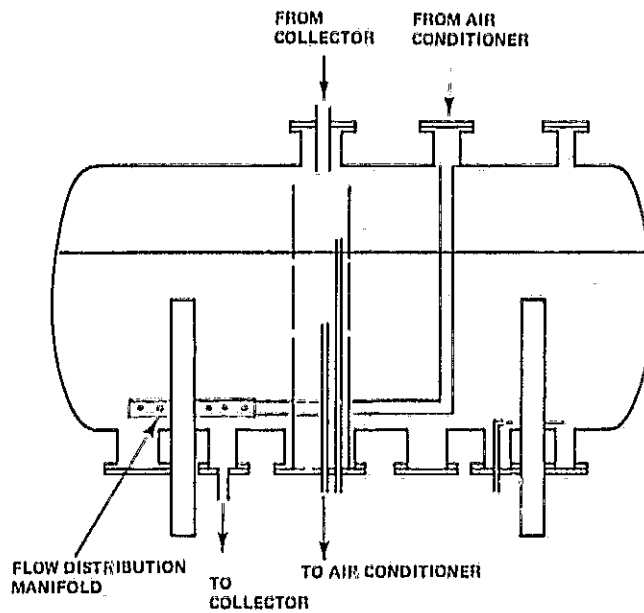 FROM
COLLECTOR
FROM AIR
CONDITIONER
FLOW DISTRIBUTION
MANIFOLD
TO
COLLECTOR
TO AIR CONDITIONER